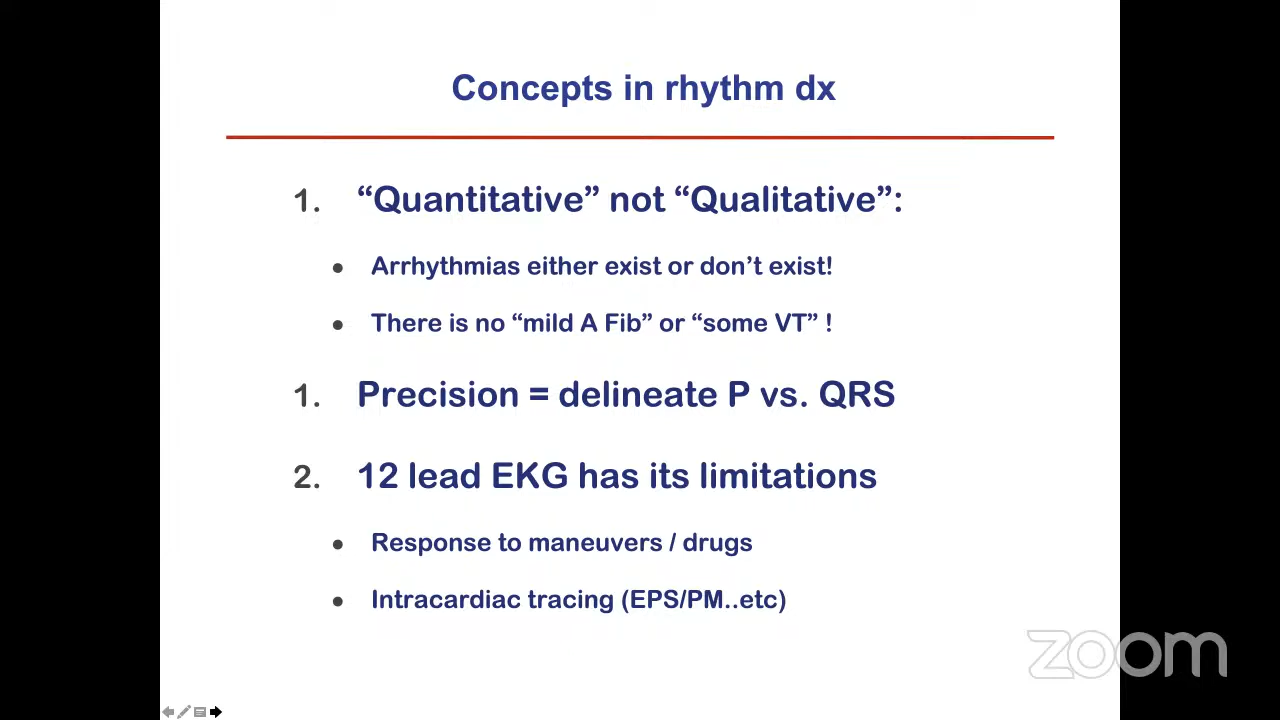 Concepts in rhythm dx
1. “Quantitative” not “Qualitative”:
• Arrhythmias either exist or don’t exist!
• There is no “mild A Fib” or “some VT” !
1. Precision = delineate P vs. QRS
2. 12 lead EKG has its limitations
• Response to maneuvers / drugs
• Intracardiac tracing (EPS/PM..etc)
zoom